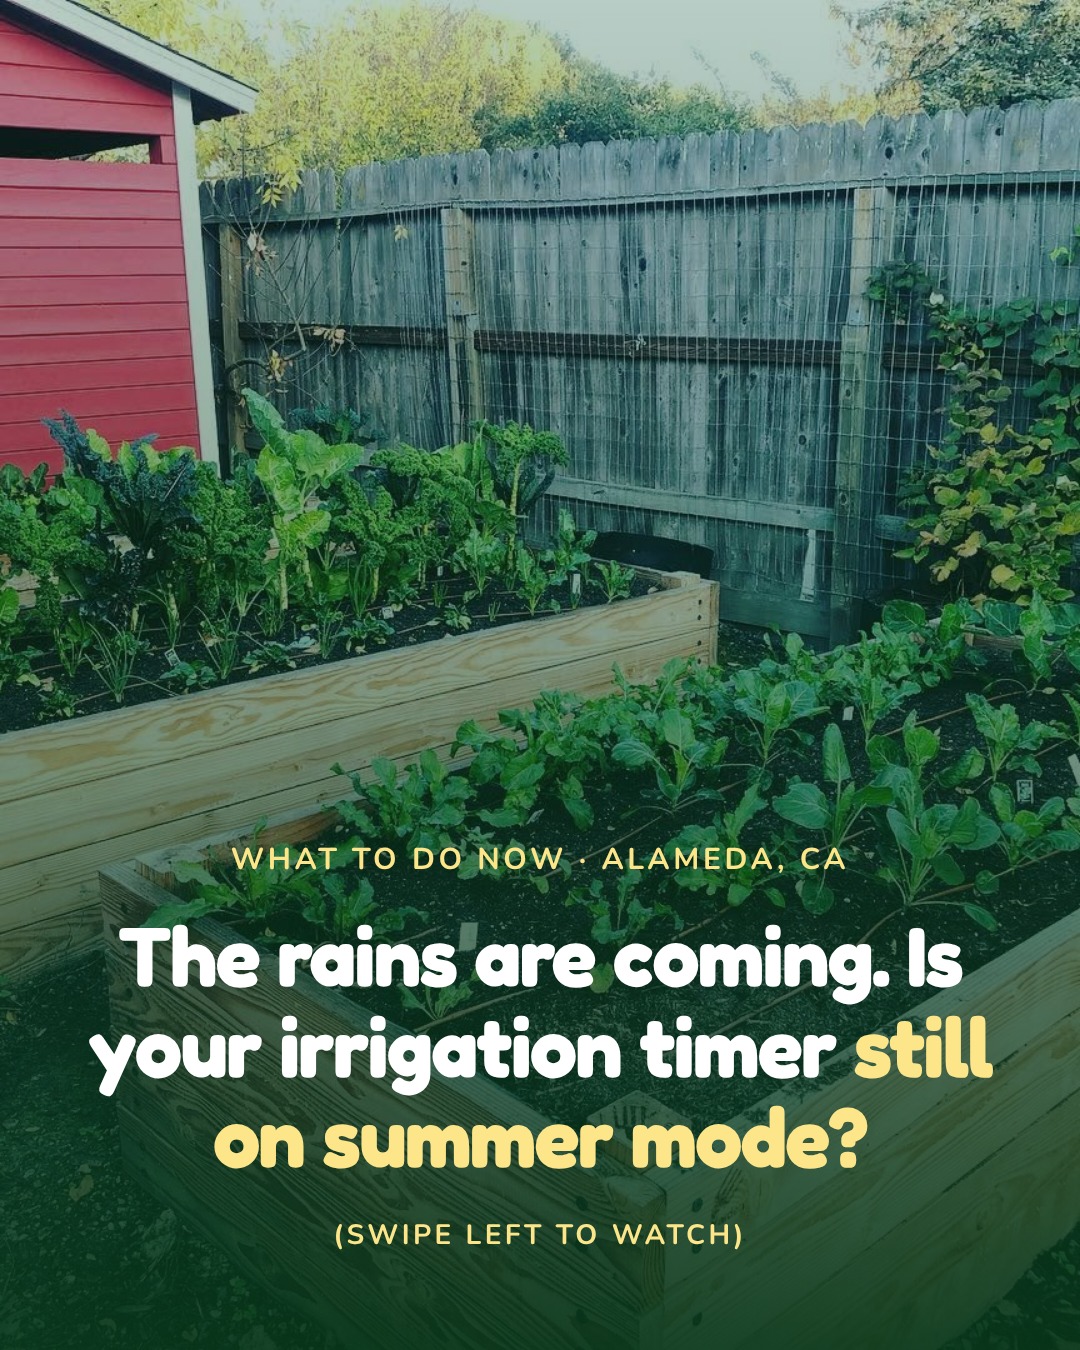 WHAT TO DO NOW · ALAMEDA, CA
The rains are coming. Is
your irrigation timer still
on summer mode?
(SWIPE LEFT TO WATCH)